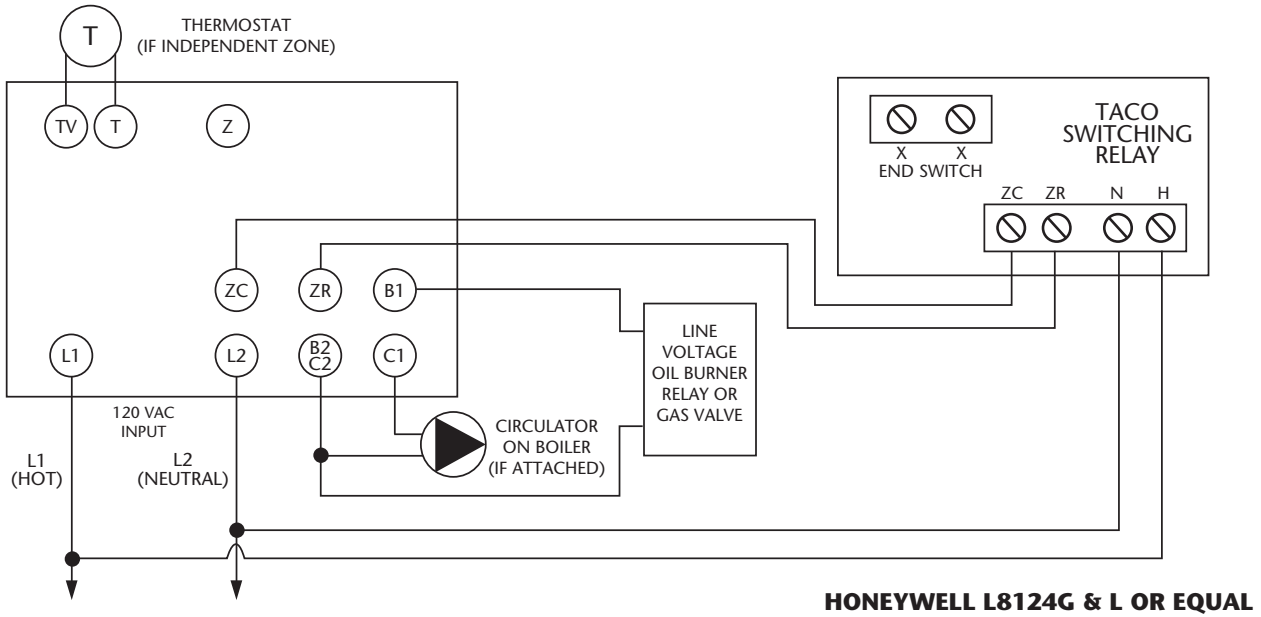 T
THERMOSTAT
(IF INDEPENDENT ZONE)
TV
T
Z
X
X
END SWITCH
TACO
SWITCHING
RELAY
ZC
ZR
N
H
ZC
ZR
B1
L1
L2
B2
C2
C1
LINE
VOLTAGE
OIL BURNER
RELAY OR
GAS VALVE
120 VAC
INPUT
CIRCULATOR
ON BOILER
(IF ATTACHED)
L1
(HOT)
L2
(NEUTRAL)
HONEYWELL L8124G & L OR EQUAL